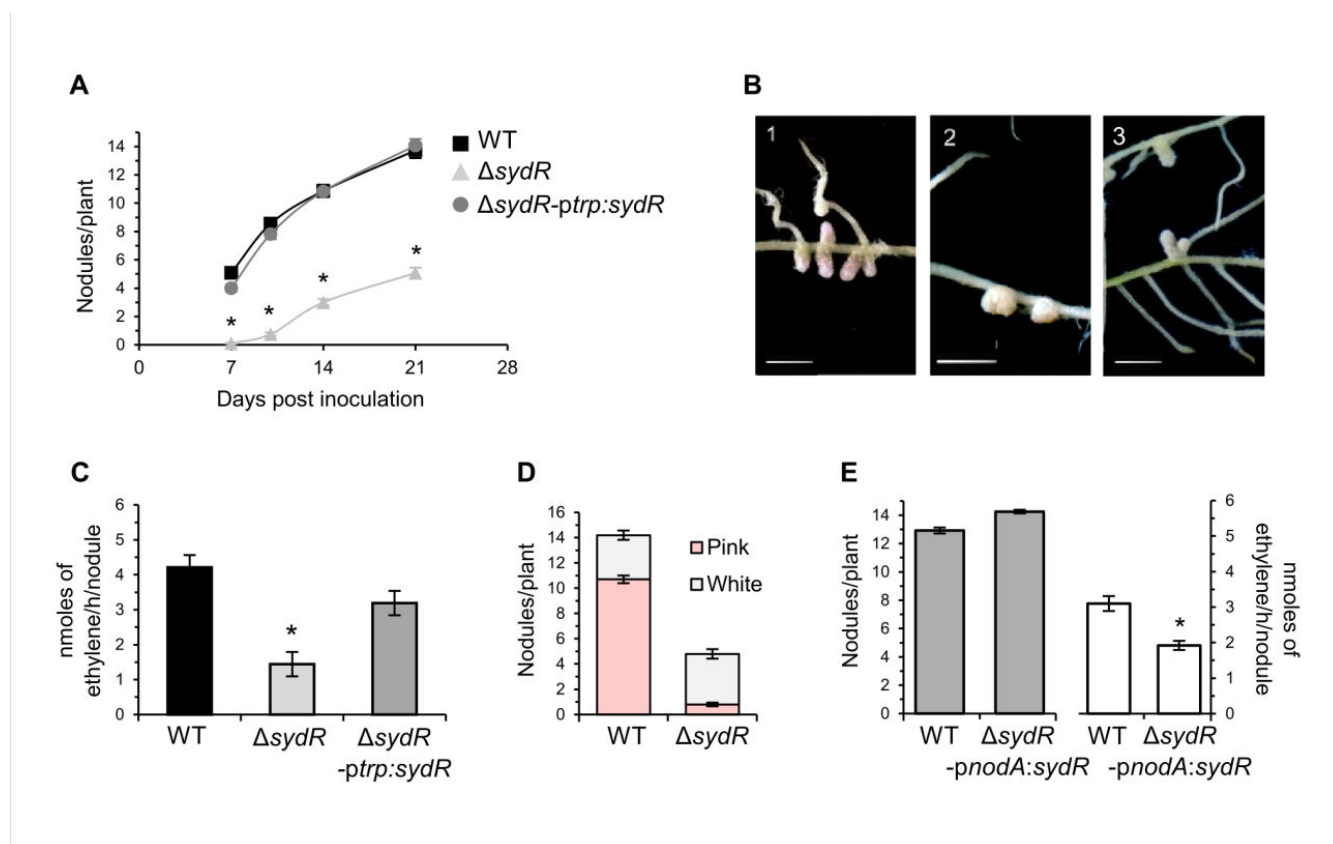 A
14
12
10
8
6
4
2
0
Nodules/plant
*
*
*
*
0 7 14 21 28
Days post inoculation
WT
ΔsydR
ΔsydR-ptrp:sydR
B
1
2
3
C
6
5
4
3
2
1
0
nmoles of
ethylene/h/nodule
*
WT ΔsydR ΔsydR
-ptrp:sydR
D
16
14
12
10
8
6
4
2
0
Nodules/plant
Pink
White
WT ΔsydR
E
14
12
10
8
6
4
2
0
Nodules/plant
*
6
5
4
3
2
1
0
nmoles of
ethylene/h/nodule
WT ΔsydR WT ΔsydR
-pnodA:sydR -pnodA:sydR